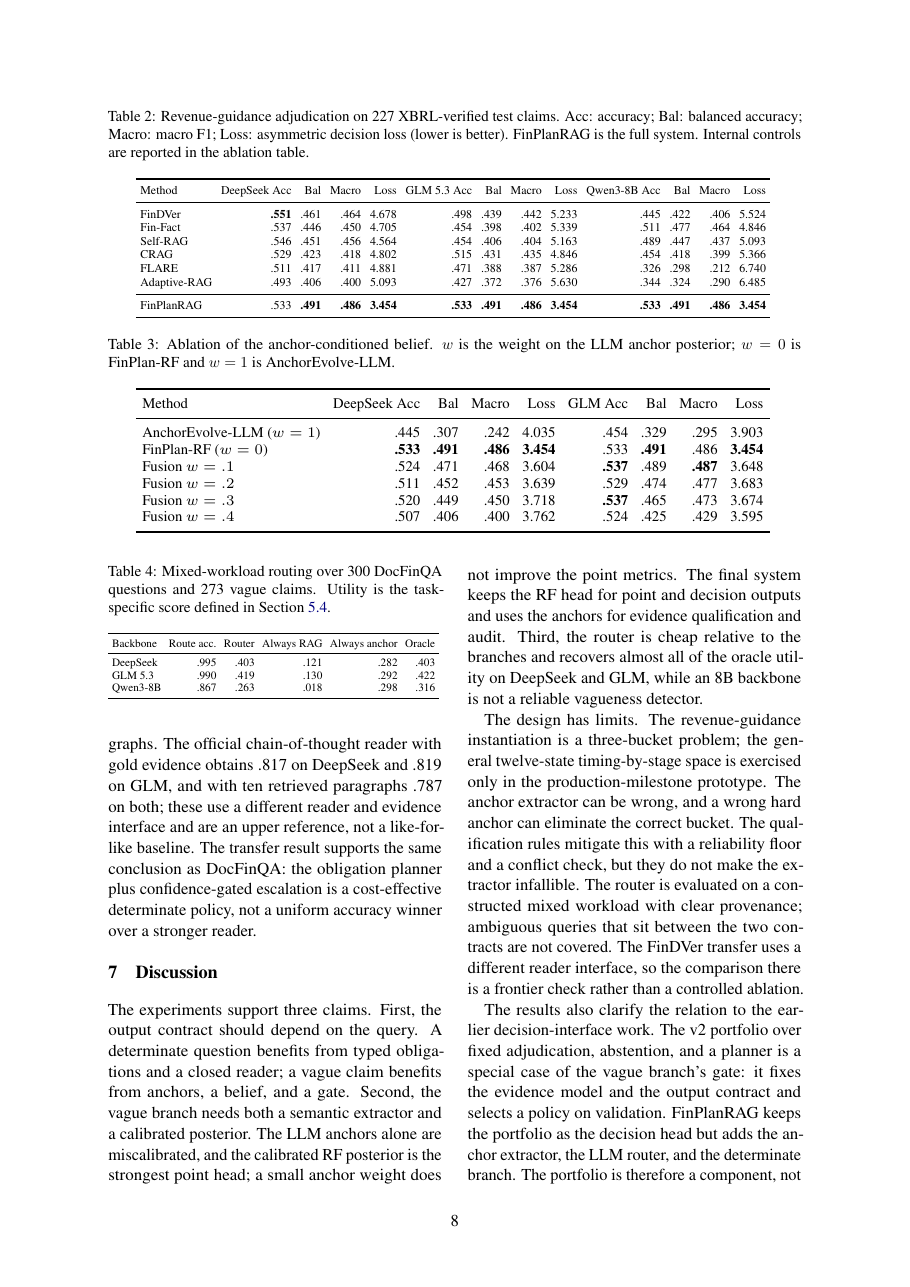 Table 2: Revenue-guidance adjudication on 227 XBRL-verified test claims. Acc: accuracy; Bal: balanced accuracy;
Macro: macro F1; Loss: asymmetric decision loss (lower is better). FinPlanRAG is the full system. Internal controls
are reported in the ablation table.
Method DeepSeek Acc Bal Macro Loss GLM 5.3 Acc Bal Macro Loss Qwen3-8B Acc Bal Macro Loss
FinDVer .551 .461 .464 4.678 .498 .439 .442 5.233 .445 .422 .406 5.524
Fin-Fact .537 .446 .450 4.705 .454 .398 .402 5.339 .511 .477 .464 4.846
Self-RAG .546 .451 .456 4.564 .454 .406 .404 5.163 .489 .447 .437 5.093
CRAG .529 .423 .418 4.802 .515 .431 .435 4.846 .454 .418 .399 5.366
FLARE .511 .417 .411 4.881 .471 .388 .387 5.286 .326 .298 .212 6.740
Adaptive-RAG .493 .406 .400 5.093 .427 .372 .376 5.630 .344 .324 .290 6.485
FinPlanRAG .533 .491 .486 3.454 .533 .491 .486 3.454 .533 .491 .486 3.454
Table 3: Ablation of the anchor-conditioned belief. w is the weight on the LLM anchor posterior; w = 0 is
FinPlan-RF and w = 1 is AnchorEvolve-LLM.
Method DeepSeek Acc Bal Macro Loss GLM Acc Bal Macro Loss
AnchorEvolve-LLM (w = 1) .445 .307 .242 4.035 .454 .329 .295 3.903
FinPlan-RF (w = 0) .533 .491 .486 3.454 .533 .491 .486 3.454
Fusion w = .1 .524 .471 .468 3.604 .537 .489 .487 3.648
Fusion w = .2 .511 .452 .453 3.639 .529 .474 .477 3.683
Fusion w = .3 .520 .449 .450 3.718 .537 .465 .473 3.674
Fusion w = .4 .507 .406 .400 3.762 .524 .425 .429 3.595
Table 4: Mixed-workload routing over 300 DocFinQA
questions and 273 vague claims. Utility is the task-
specific score defined in Section 5.4.
Backbone Route acc. Router Always RAG Always anchor Oracle
DeepSeek .995 .403 .121 .282 .403
GLM 5.3 .990 .419 .130 .292 .422
Qwen3-8B .867 .263 .018 .298 .316
graphs. The official chain-of-thought reader with
gold evidence obtains .817 on DeepSeek and .819
on GLM, and with ten retrieved paragraphs .787
on both; these use a different reader and evidence
interface and are an upper reference, not a like-for-
like baseline. The transfer result supports the same
conclusion as DocFinQA: the obligation planner
plus confidence-gated escalation is a cost-effective
determinate policy, not a uniform accuracy winner
over a stronger reader.
7 Discussion
The experiments support three claims. First, the
output contract should depend on the query. A
determinate question benefits from typed obliga-
tions and a closed reader; a vague claim benefits
from anchors, a belief, and a gate. Second, the
vague branch needs both a semantic extractor and
a calibrated posterior. The LLM anchors alone are
miscalibrated, and the calibrated RF posterior is the
strongest point head; a small anchor weight does
not improve the point metrics. The final system
keeps the RF head for point and decision outputs
and uses the anchors for evidence qualification and
audit. Third, the router is cheap relative to the
branches and recovers almost all of the oracle util-
ity on DeepSeek and GLM, while an 8B backbone
is not a reliable vagueness detector.
The design has limits. The revenue-guidance
instantiation is a three-bucket problem; the gen-
eral twelve-state timing-by-stage space is exercised
only in the production-milestone prototype. The
anchor extractor can be wrong, and a wrong hard
anchor can eliminate the correct bucket. The qual-
ification rules mitigate this with a reliability floor
and a conflict check, but they do not make the ex-
tractor infallible. The router is evaluated on a con-
structed mixed workload with clear provenance;
ambiguous queries that sit between the two con-
tracts are not covered. The FinDVer transfer uses a
different reader interface, so the comparison there
is a frontier check rather than a controlled ablation.
The results also clarify the relation to the ear-
lier decision-interface work. The v2 portfolio over
fixed adjudication, abstention, and a planner is a
special case of the vague branch's gate: it fixes
the evidence model and the output contract and
selects a policy on validation. FinPlanRAG keeps
the portfolio as the decision head but adds the an-
chor extractor, the LLM router, and the determinate
branch. The portfolio is therefore a component, not
8